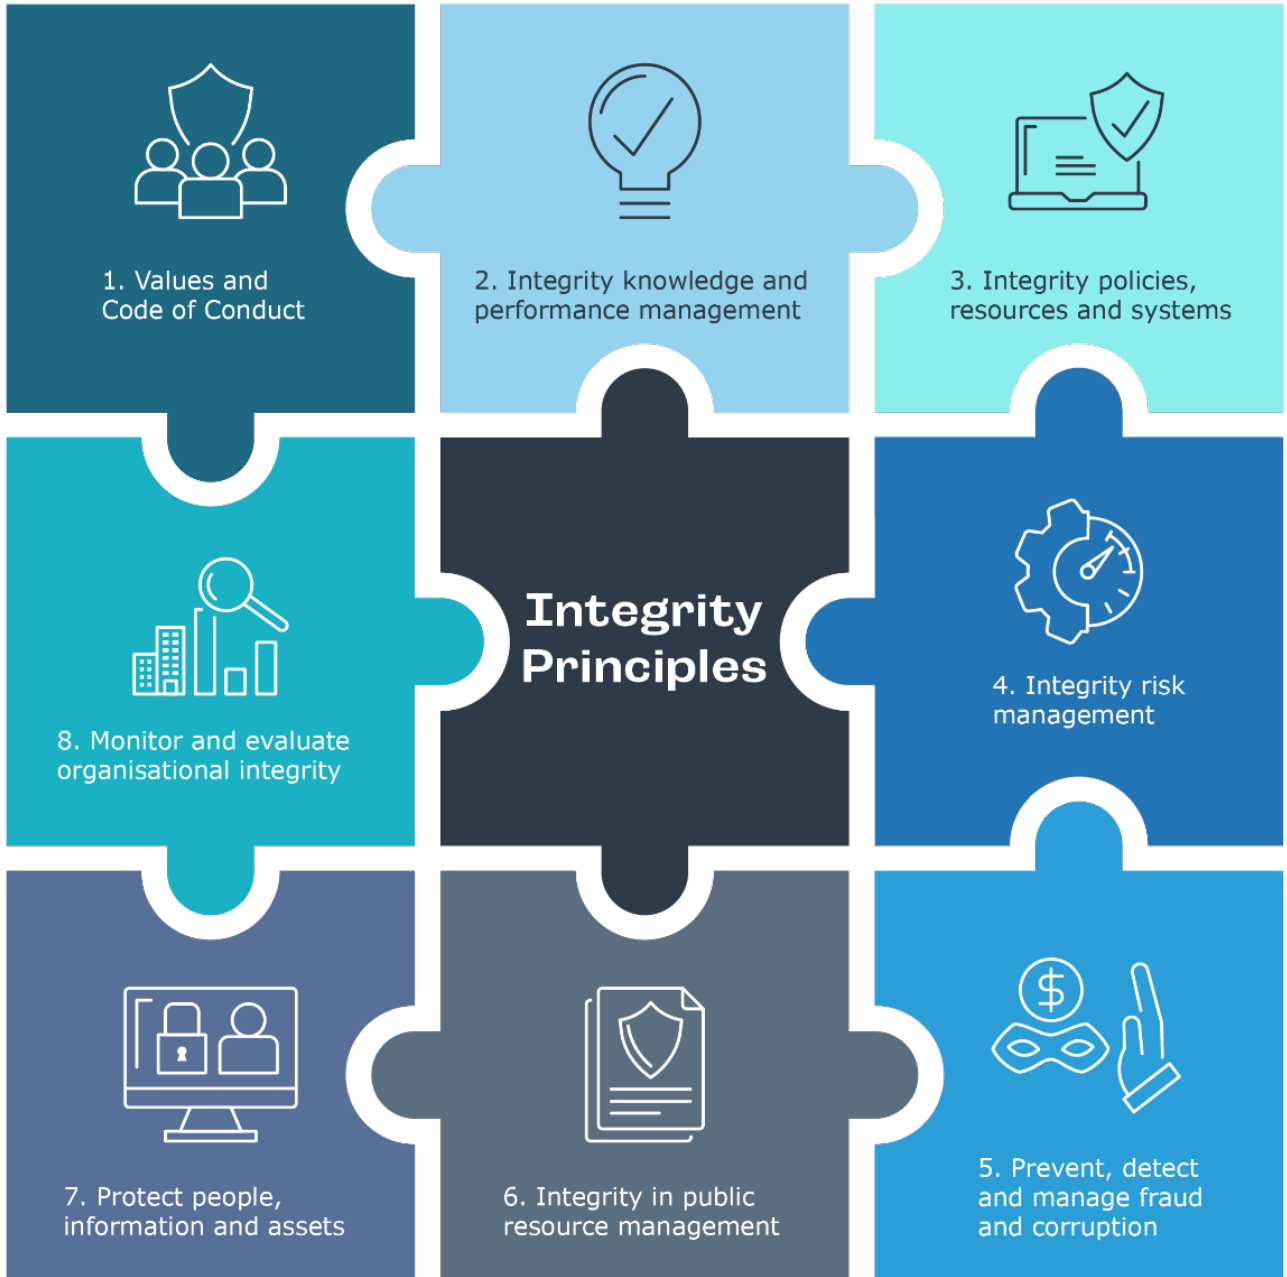 1. Values and
Code of Conduct
2. Integrity knowledge and
performance management
3. Integrity policies,
resources and systems
Integrity
Principles
4. Integrity risk
management
8. Monitor and evaluate
organisational integrity
7. Protect people,
information and assets
6. Integrity in public
resource management
5. Prevent, detect
and manage fraud
and corruption
$